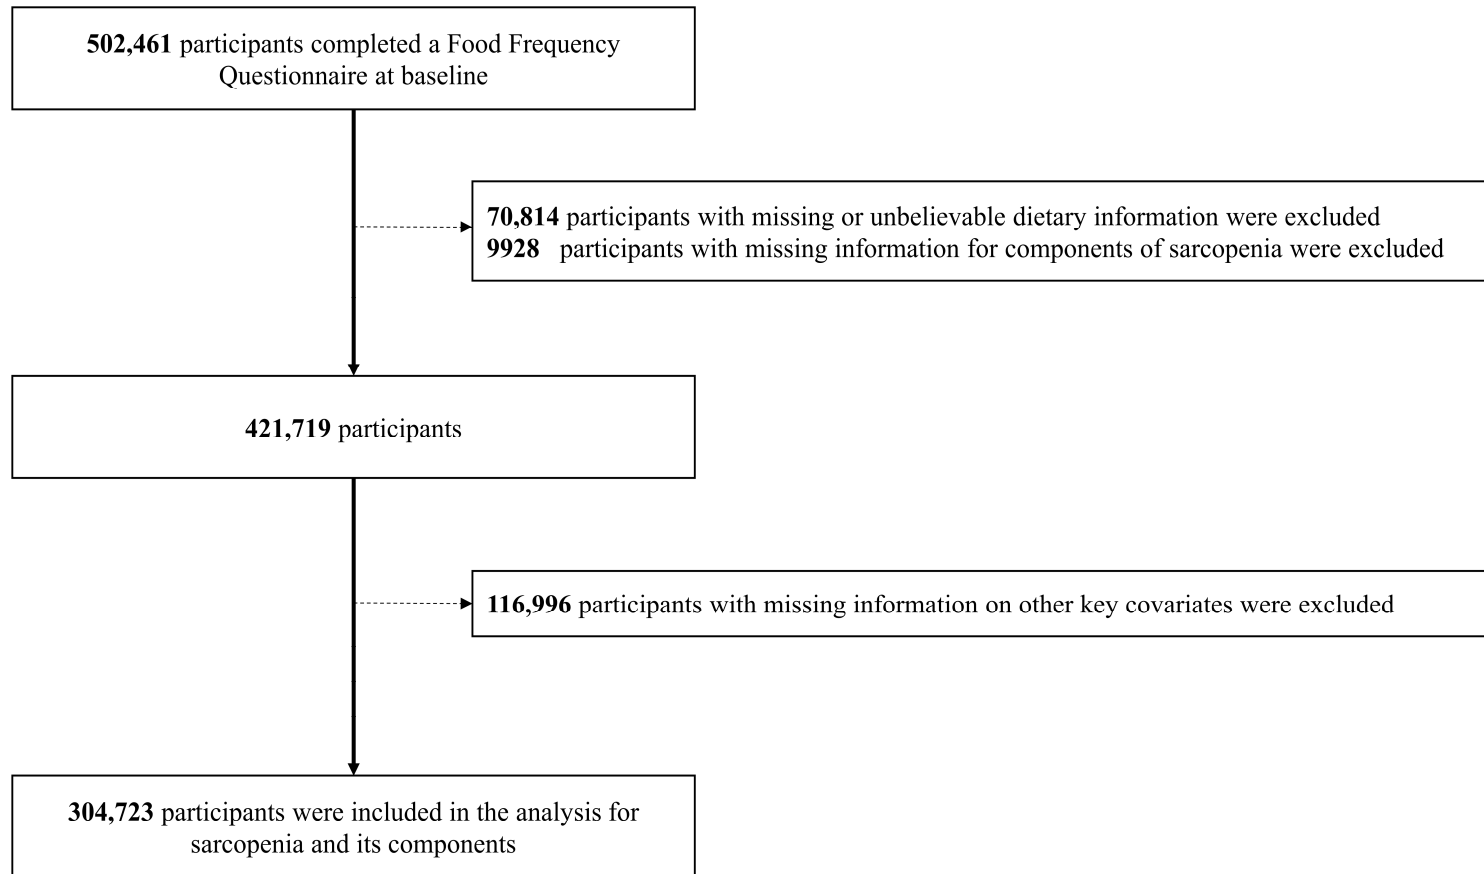 502,461 participants completed a Food Frequency
Questionnaire at baseline
70,814 participants with missing or unbelievable dietary information were excluded
9928 participants with missing information for components of sarcopenia were excluded
421,719 participants
116,996 participants with missing information on other key covariates were excluded
304,723 participants were included in the analysis for
sarcopenia and its components